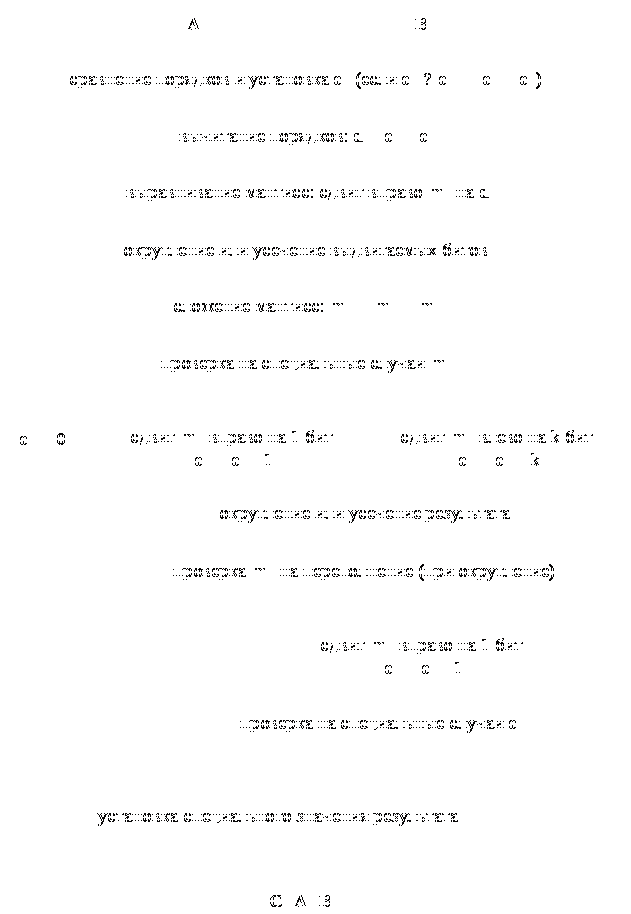 A B
сравнение порядков и установка e (если e ? e e e )
вычитание порядков: d e e
выравнивание мантисс: сдвиг вправо m на d
округление или усечение выдвигаемых битов
сложение мантисс: m m m
проверка на специальные случаи m
e 0 сдвиг m вправо на 1 бит сдвиг m влево на k бит
e e 1 e e k
округление или усечение результата
проверка m на переполнение (при округление)
сдвиг m вправо на 1 бит
e e 1
проверка на специальные случаи e
установка специального значения результата
C A B